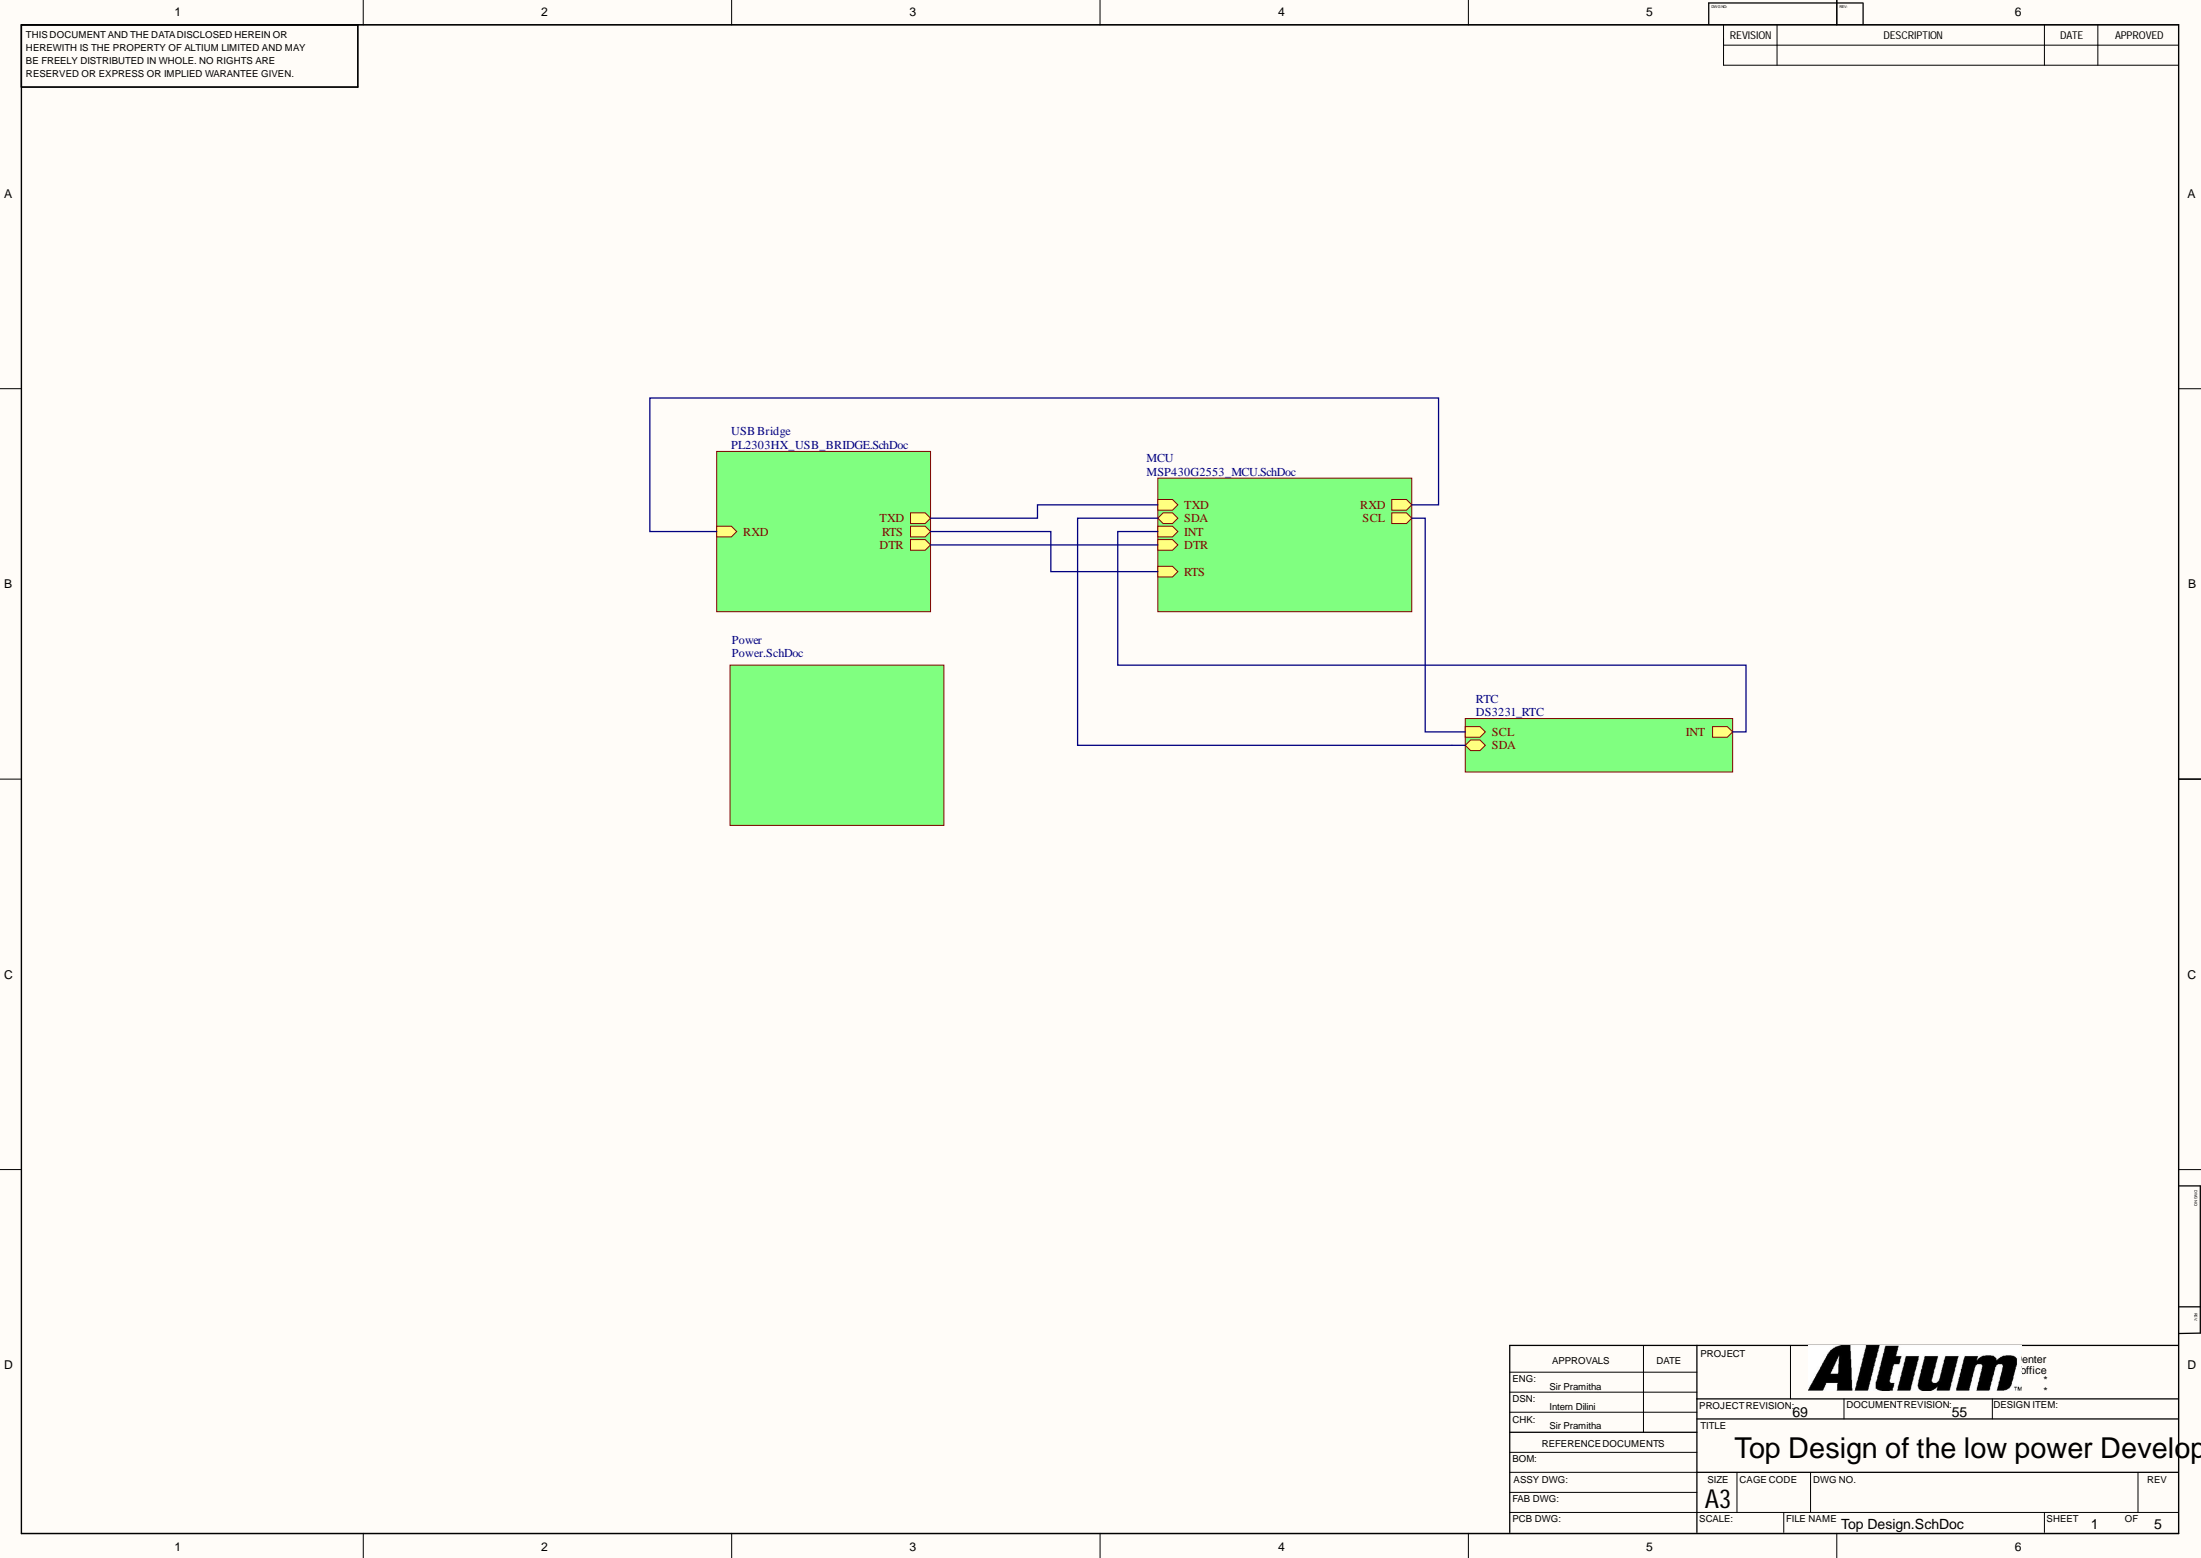 1 2 3 4 5 6
DWG NO. REV.
THIS DOCUMENT AND THE DATA DISCLOSED HEREIN OR
HEREWITH IS THE PROPERTY OF ALTIUM LIMITED AND MAY
BE FREELY DISTRIBUTED IN WHOLE. NO RIGHTS ARE
RESERVED OR EXPRESS OR IMPLIED WARANTEE GIVEN.
REVISION DESCRIPTION DATE APPROVED
A A
USB Bridge
PL2303HX_USB_BRIDGE.SchDoc
RXD
TXD
RTS
DTR
MCU
MSP430G2553_MCU.SchDoc
TXD
SDA
INT
DTR
RTS
RXD
SCL
B B
Power
Power.SchDoc
RTC
DS3231_RTC
SCL
SDA
INT
C C
D D
APPROVALS DATE
ENG: Sir Pramitha
DSN: Intern Dilini
CHK: Sir Pramitha
REFERENCE DOCUMENTS
BOM:
ASSY DWG:
FAB DWG:
PCB DWG:
PROJECT
Altium™
enter
office
*
*
PROJECT REVISION: 69 DOCUMENT REVISION: 55 DESIGN ITEM:
TITLE
Top Design of the low power Develop
SIZE CAGE CODE DWG NO. REV
A3
SCALE: FILE NAME Top Design.SchDoc SHEET 1 OF 5
1 2 3 4 5 6